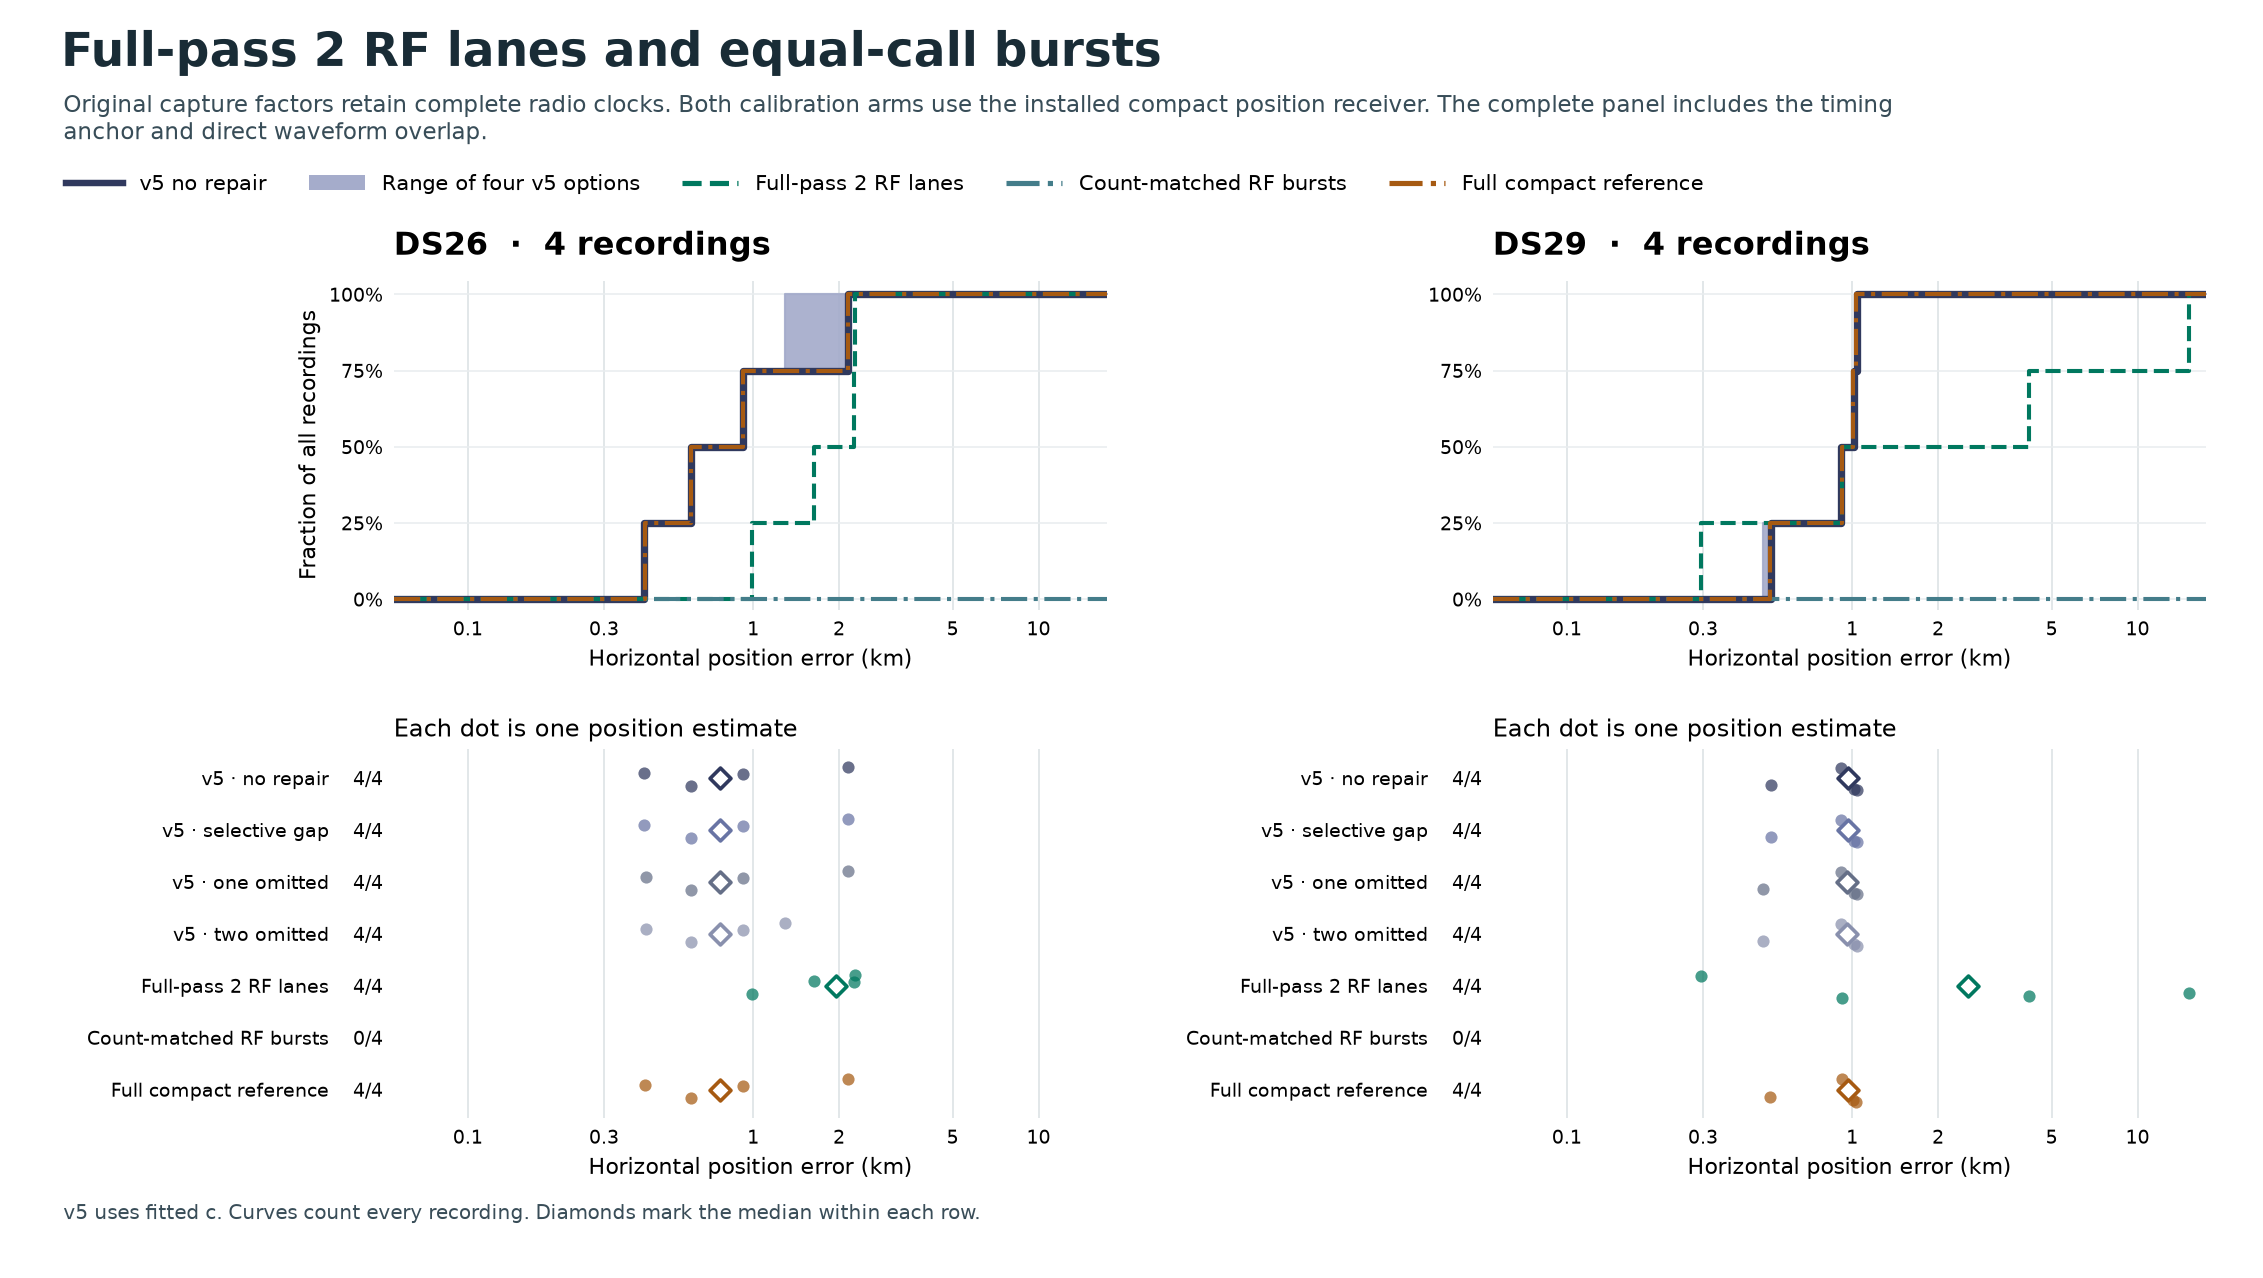 Full-pass 2 RF lanes and equal-call bursts
Original capture factors retain complete radio clocks. Both calibration arms use the installed compact position receiver. The complete panel includes the timing
anchor and direct waveform overlap.
v5 no repair
Range of four v5 options
Full-pass 2 RF lanes
Count-matched RF bursts
Full compact reference
DS26 · 4 recordings
100%
75%
50%
25%
0%
Fraction of all recordings
0.1 0.3 1 2 5 10
Horizontal position error (km)
DS29 · 4 recordings
100%
75%
50%
25%
0%
0.1 0.3 1 2 5 10
Horizontal position error (km)
Each dot is one position estimate
v5 · no repair 4/4
v5 · selective gap 4/4
v5 · one omitted 4/4
v5 · two omitted 4/4
Full-pass 2 RF lanes 4/4
Count-matched RF bursts 0/4
Full compact reference 4/4
0.1 0.3 1 2 5 10
Horizontal position error (km)
Each dot is one position estimate
v5 · no repair 4/4
v5 · selective gap 4/4
v5 · one omitted 4/4
v5 · two omitted 4/4
Full-pass 2 RF lanes 4/4
Count-matched RF bursts 0/4
Full compact reference 4/4
0.1 0.3 1 2 5 10
Horizontal position error (km)
v5 uses fitted c. Curves count every recording. Diamonds mark the median within each row.